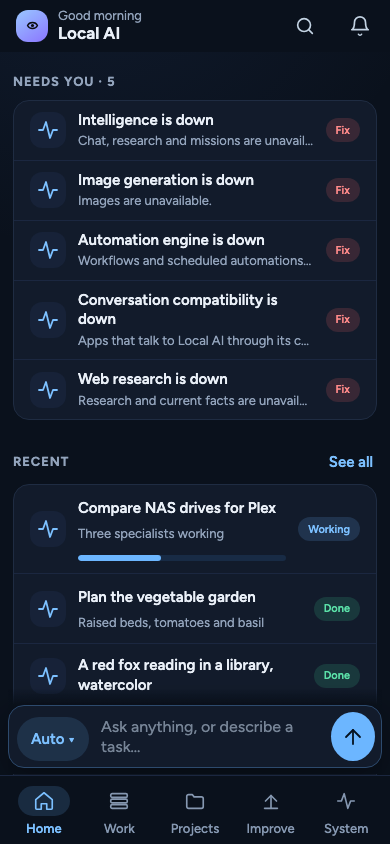 Good morning
Local AI
NEEDS YOU · 5
Intelligence is down
Chat, research and missions are unavail...
Fix
Image generation is down
Images are unavailable.
Fix
Automation engine is down
Workflows and scheduled automations...
Fix
Conversation compatibility is
down
Apps that talk to Local AI through its c...
Fix
Web research is down
Research and current facts are unavail...
Fix
RECENT
See all
Compare NAS drives for Plex
Three specialists working
Working
Plan the vegetable garden
Raised beds, tomatoes and basil
Done
A red fox reading in a library,
watercolor
Done
Auto ▾
Ask anything, or describe a
task...
Home
Work
Projects
Improve
System